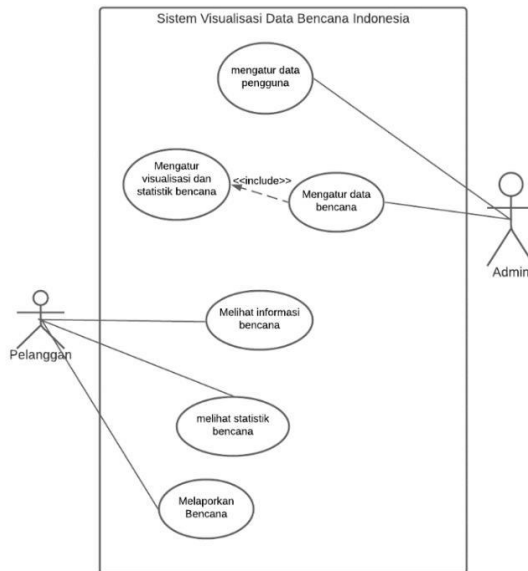 Sistem Visualisasi Data Bencana Indonesia
mengatur data
pengguna
Mengatur
visualisasi dan
statistik bencana
<<include>>
Mengatur data
bencana
Admin
Melihat informasi
bencana
Pelanggan
melihat statistik
bencana
Melaporkan
Bencana